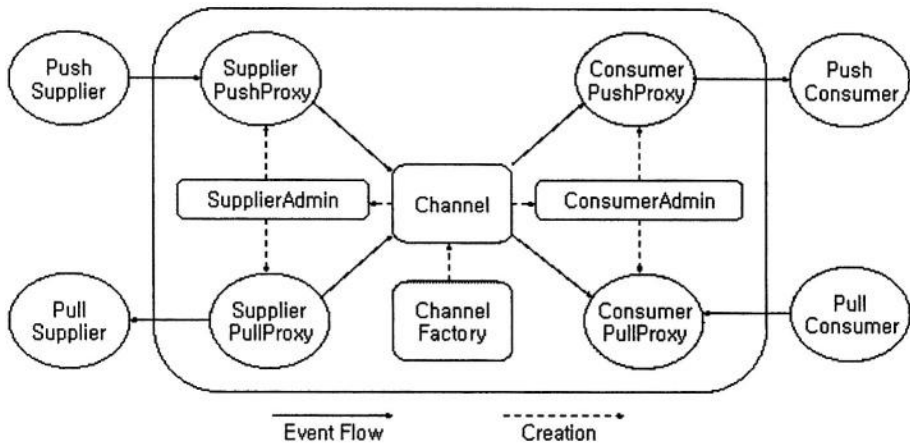 Push
Supplier
Supplier
PushProxy
Consumer
PushProxy
Push
Consumer
SupplierAdmin
Channel
ConsumerAdmin
Pull
Supplier
Supplier
PullProxy
Channel
Factory
Consumer
PullProxy
Pull
Consumer
Event Flow
Creation